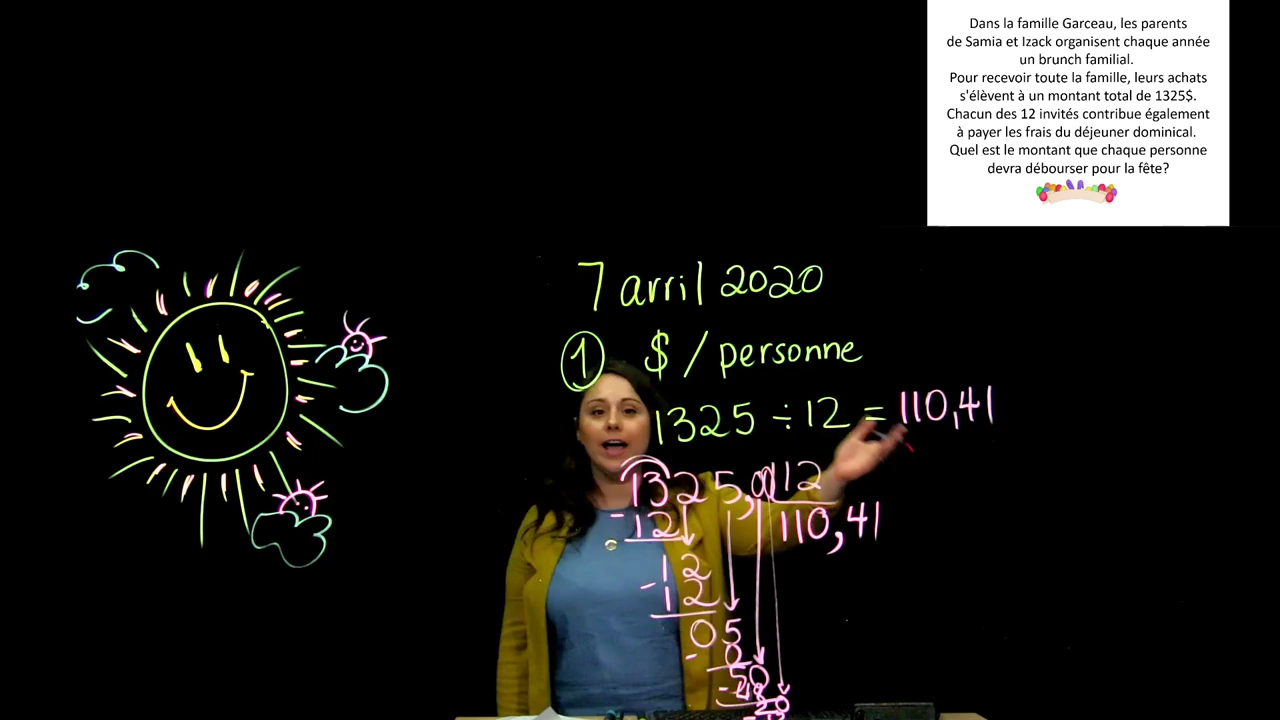 Dans la famille Garceau, les parents
de Samia et Izack organisent chaque année
un brunch familial.
Pour recevoir toute la famille, leurs achats
s'élèvent à un montant total de 1325$.
Chacun des 12 invités contribue également
à payer les frais du déjeuner dominical.
Quel est le montant que chaque personne
devra débourser pour la fête?
7 avril 2020
1 $ / personne
1325 ÷ 12 = 110,41
1325,00 12
- 12 110,41
12
- 12
05
- 0
50
- 48
20